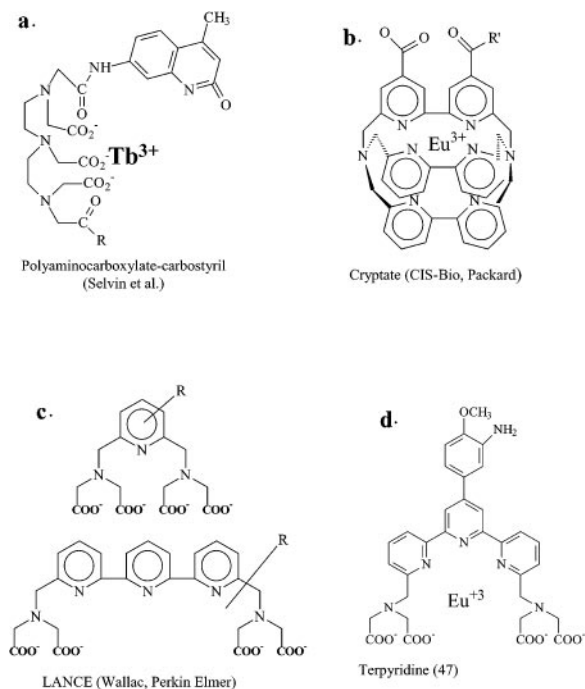 a.
CH₃
N
NH
N
O
O
CO₂⁻
N
CO₂⁻ Tb³⁺
CO₂⁻
N
O
R
Polyaminocarboxylate-carbostyril
(Selvin et al.)
b.
O O O R'
N N
Eu³⁺
N N
N N
N N
Cryptate (CIS-Bio, Packard)
c.
R
N
N N
COO⁻ COO⁻ COO⁻ COO⁻
R
N N N
N N
COO⁻ COO⁻ COO⁻ COO⁻
LANCE (Wallac, Perkin Elmer)
d.
OCH₃
NH₂
N
N N
N Eu⁺³ N
COO⁻ COO⁻ COO⁻ COO⁻
Terpyridine (47)